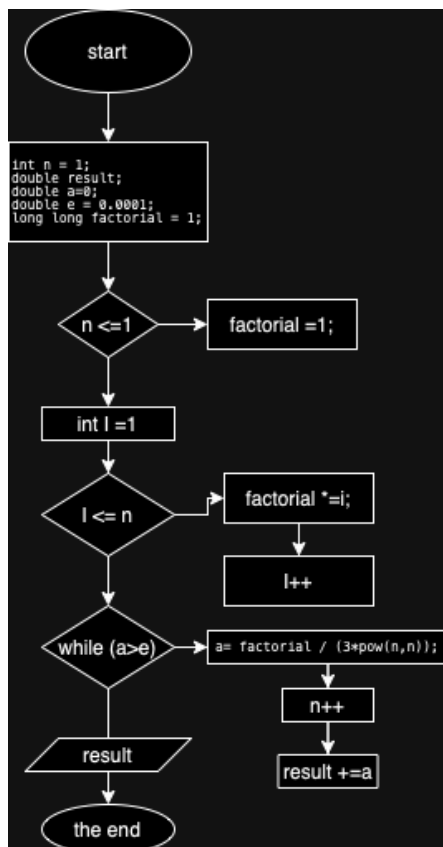 start
int n = 1;
double result;
double a=0;
double e = 0.0001;
long long factorial = 1;
n <=1
factorial =1;
int I =1
I <= n
factorial *=i;
I++
while (a>e)
a= factorial / (3*pow(n,n));
n++
result +=a
result
the end